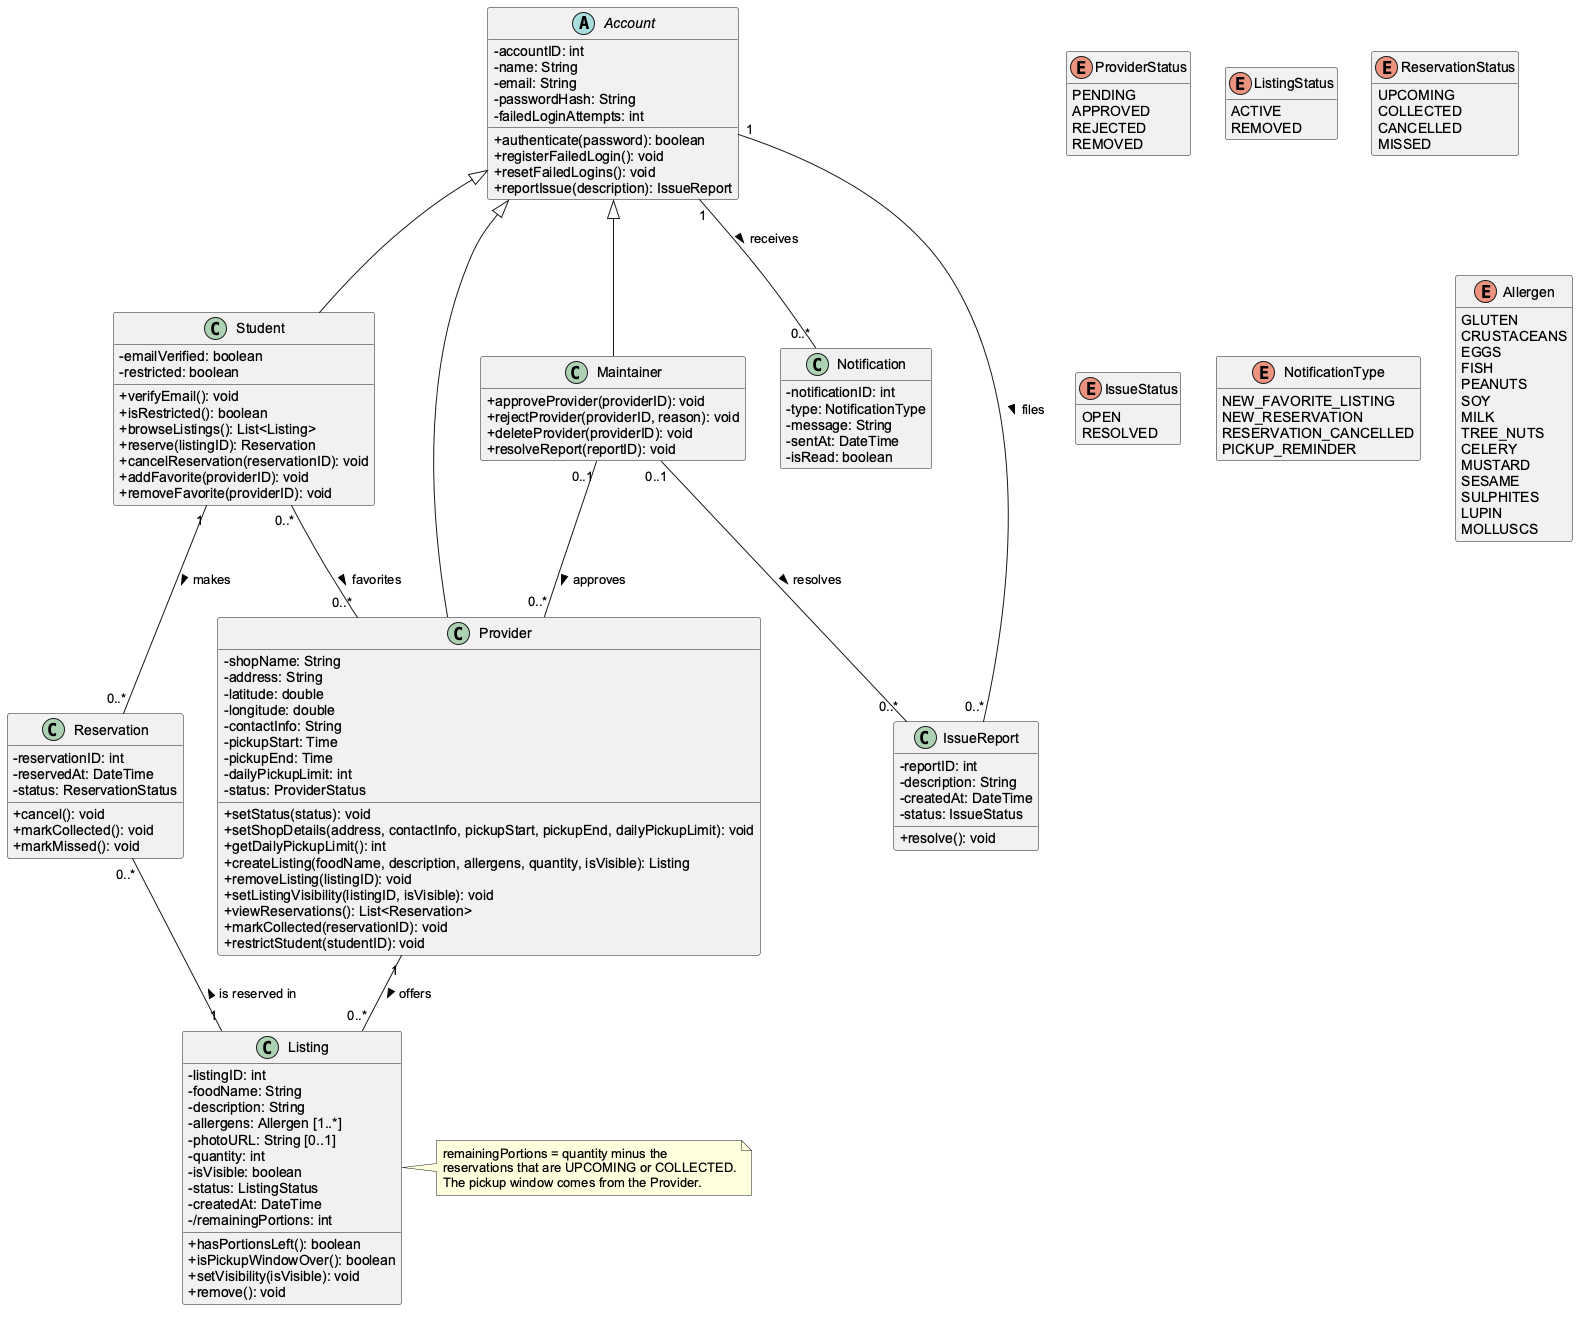 A Account
-accountID: int
-name: String
-email: String
-passwordHash: String
-failedLoginAttempts: int
+authenticate(password): boolean
+registerFailedLogin(): void
+resetFailedLogins(): void
+reportIssue(description): IssueReport
E ProviderStatus
PENDING
APPROVED
REJECTED
REMOVED
E ListingStatus
ACTIVE
REMOVED
E ReservationStatus
UPCOMING
COLLECTED
CANCELLED
MISSED
1
1
receives
0..*
files
C Student
-emailVerified: boolean
-restricted: boolean
+verifyEmail(): void
+isRestricted(): boolean
+browseListings(): List<Listing>
+reserve(listingID): Reservation
+cancelReservation(reservationID): void
+addFavorite(providerID): void
+removeFavorite(providerID): void
C Maintainer
+approveProvider(providerID): void
+rejectProvider(providerID, reason): void
+deleteProvider(providerID): void
+resolveReport(reportID): void
C Notification
-notificationID: int
-type: NotificationType
-message: String
-sentAt: DateTime
-isRead: boolean
E IssueStatus
OPEN
RESOLVED
E NotificationType
NEW_FAVORITE_LISTING
NEW_RESERVATION
RESERVATION_CANCELLED
PICKUP_REMINDER
E Allergen
GLUTEN
CRUSTACEANS
EGGS
FISH
PEANUTS
SOY
MILK
TREE_NUTS
CELERY
MUSTARD
SESAME
SULPHITES
LUPIN
MOLLUSCS
1
0..*
0..1
0..1
makes
favorites
approves
resolves
0..*
0..*
0..*
0..*
0..*
C Reservation
-reservationID: int
-reservedAt: DateTime
-status: ReservationStatus
+cancel(): void
+markCollected(): void
+markMissed(): void
C Provider
-shopName: String
-address: String
-latitude: double
-longitude: double
-contactInfo: String
-pickupStart: Time
-pickupEnd: Time
-dailyPickupLimit: int
-status: ProviderStatus
+setStatus(status): void
+setShopDetails(address, contactInfo, pickupStart, pickupEnd, dailyPickupLimit): void
+getDailyPickupLimit(): int
+createListing(foodName, description, allergens, quantity, isVisible): Listing
+removeListing(listingID): void
+setListingVisibility(listingID, isVisible): void
+viewReservations(): List<Reservation>
+markCollected(reservationID): void
+restrictStudent(studentID): void
C IssueReport
-reportID: int
-description: String
-createdAt: DateTime
-status: IssueStatus
+resolve(): void
0..*
1
is reserved in
offers
1
0..*
C Listing
-listingID: int
-foodName: String
-description: String
-allergens: Allergen [1..*]
-photoURL: String [0..1]
-quantity: int
-isVisible: boolean
-status: ListingStatus
-createdAt: DateTime
-/remainingPortions: int
+hasPortionsLeft(): boolean
+isPickupWindowOver(): boolean
+setVisibility(isVisible): void
+remove(): void
remainingPortions = quantity minus the
reservations that are UPCOMING or COLLECTED.
The pickup window comes from the Provider.